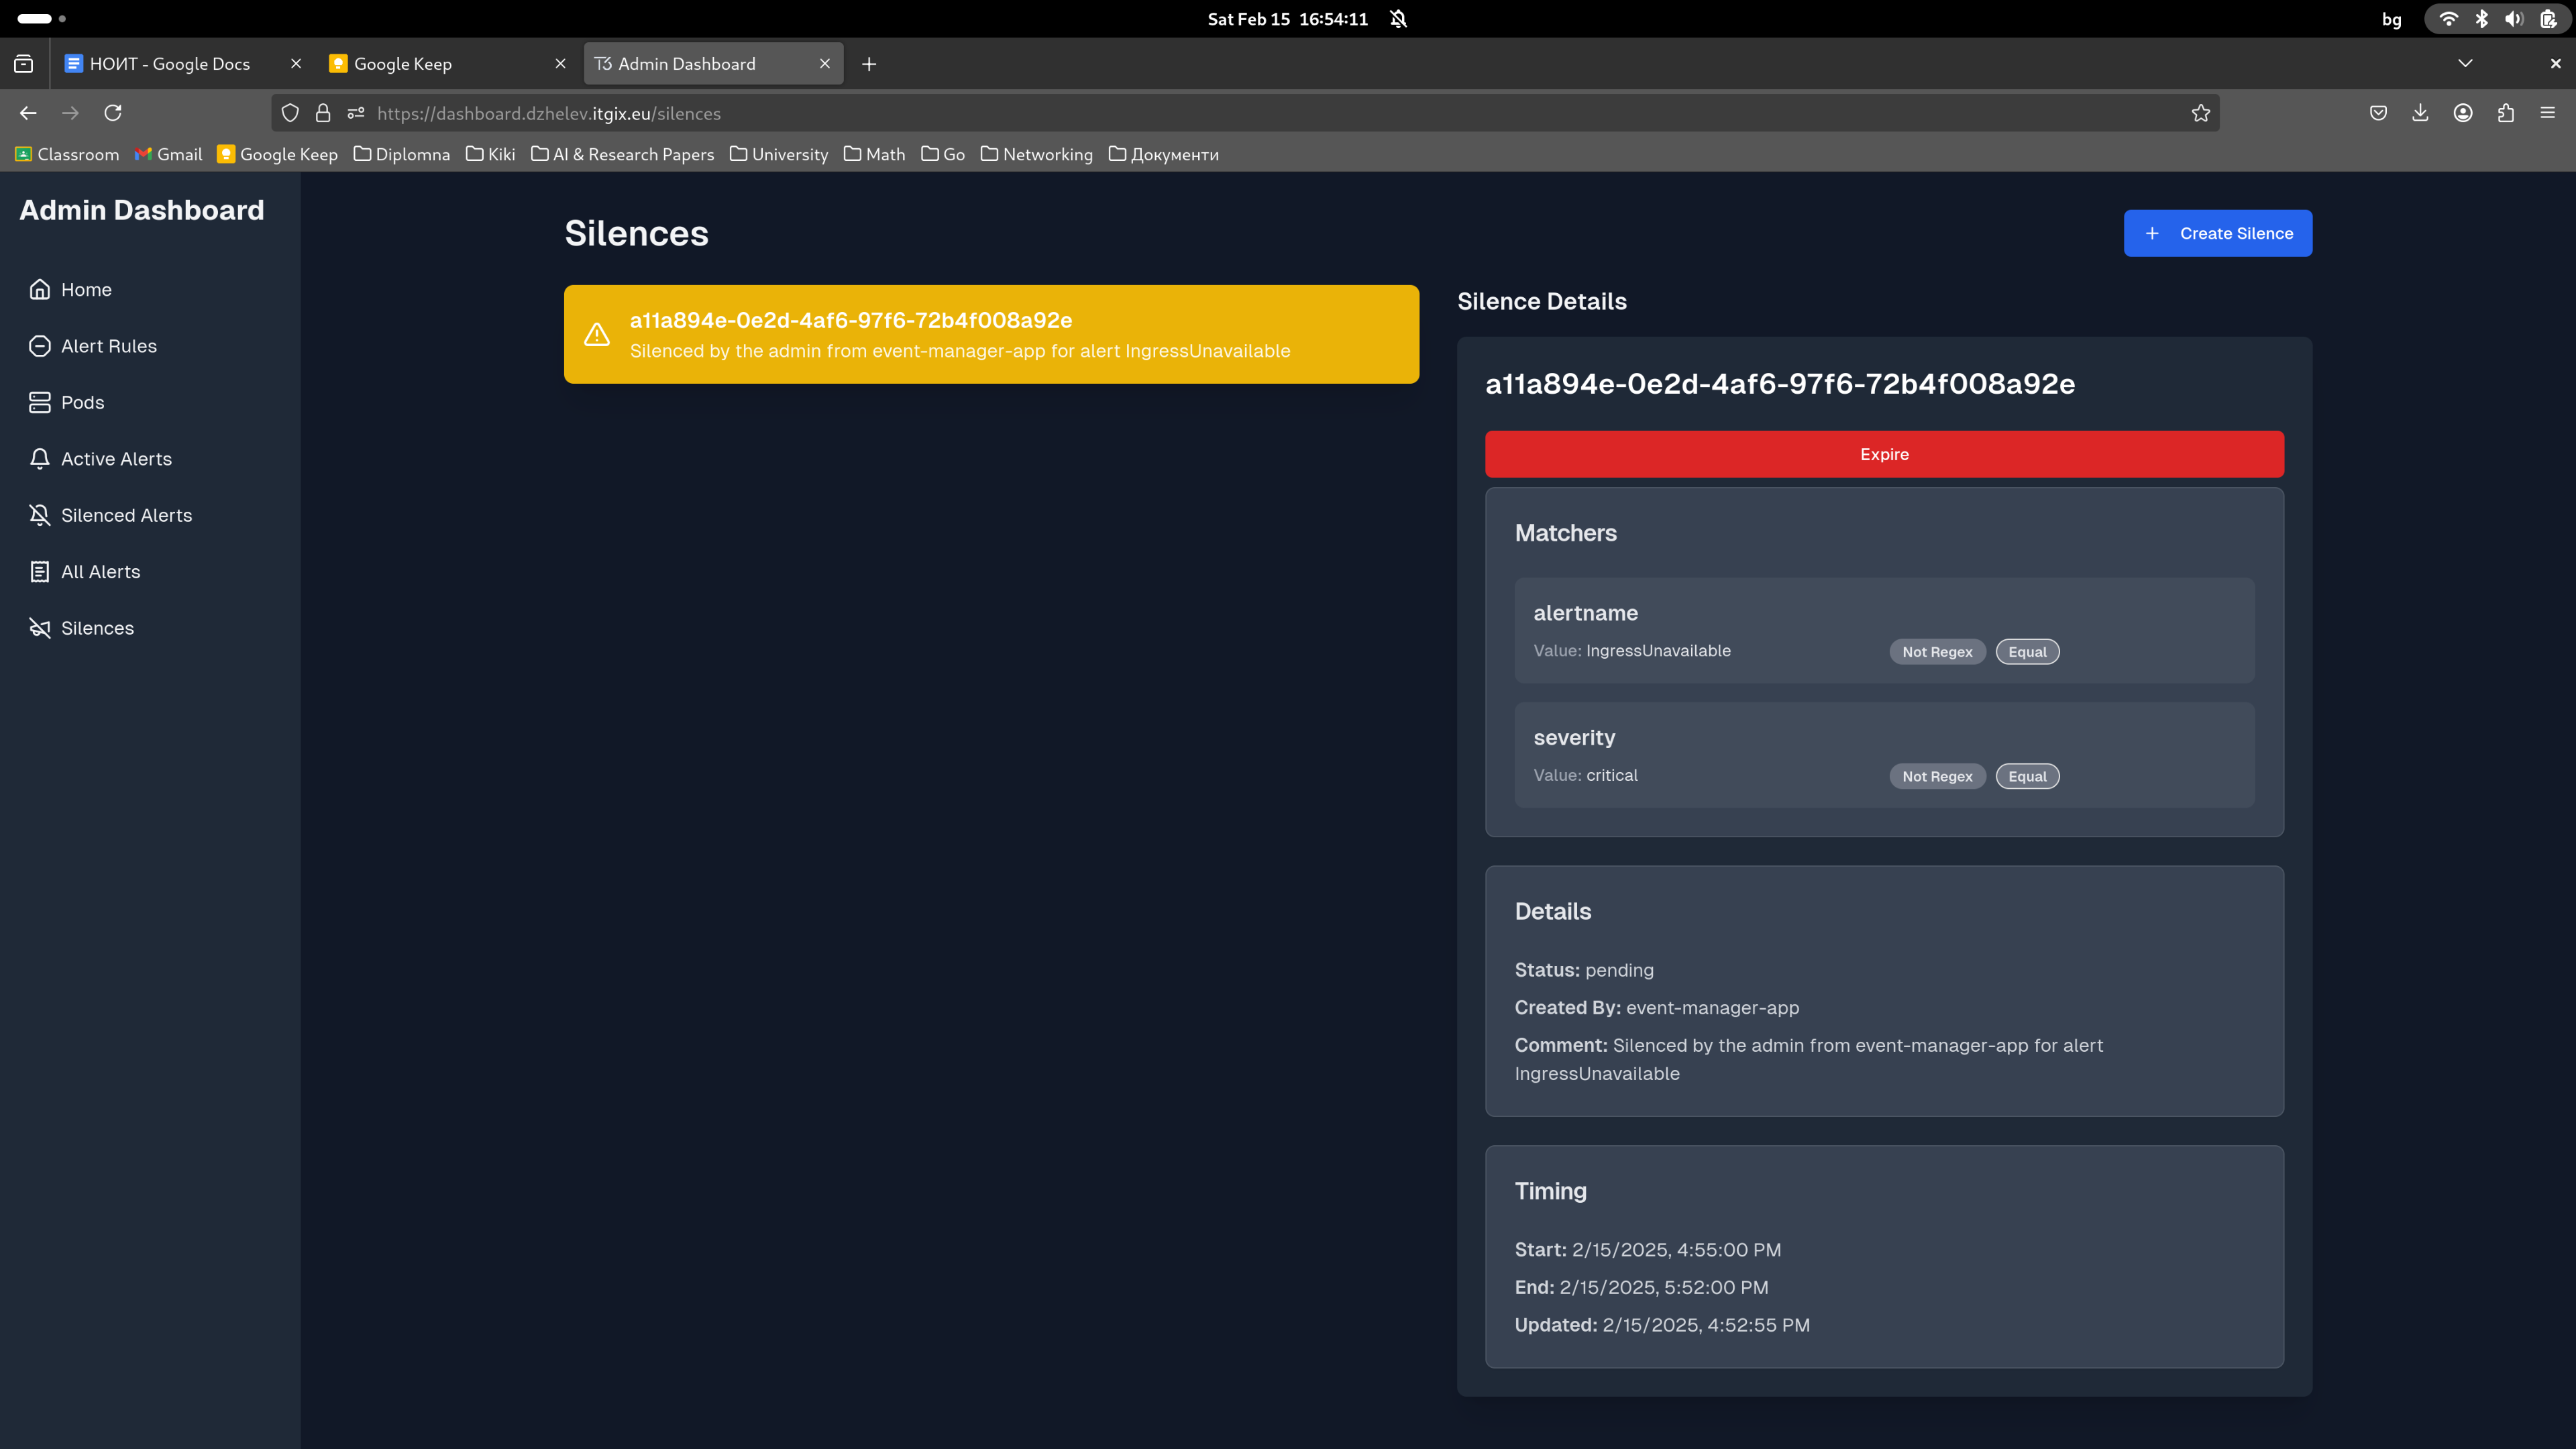 Sat Feb 15 16:54:11
bg
НОИТ - Google Docs
Google Keep
Admin Dashboard
https://dashboard.dzhelev.itgix.eu/silences
Classroom Gmail Google Keep Diplomna Kiki AI & Research Papers University Math Go Networking Документи
Admin Dashboard
Home
Alert Rules
Pods
Active Alerts
Silenced Alerts
All Alerts
Silences
Silences
Create Silence
a11a894e-0e2d-4af6-97f6-72b4f008a92e
Silenced by the admin from event-manager-app for alert IngressUnavailable
Silence Details
a11a894e-0e2d-4af6-97f6-72b4f008a92e
Expire
Matchers
alertname
Value: IngressUnavailable Not Regex Equal
severity
Value: critical Not Regex Equal
Details
Status: pending
Created By: event-manager-app
Comment: Silenced by the admin from event-manager-app for alert
IngressUnavailable
Timing
Start: 2/15/2025, 4:55:00 PM
End: 2/15/2025, 5:52:00 PM
Updated: 2/15/2025, 4:52:55 PM